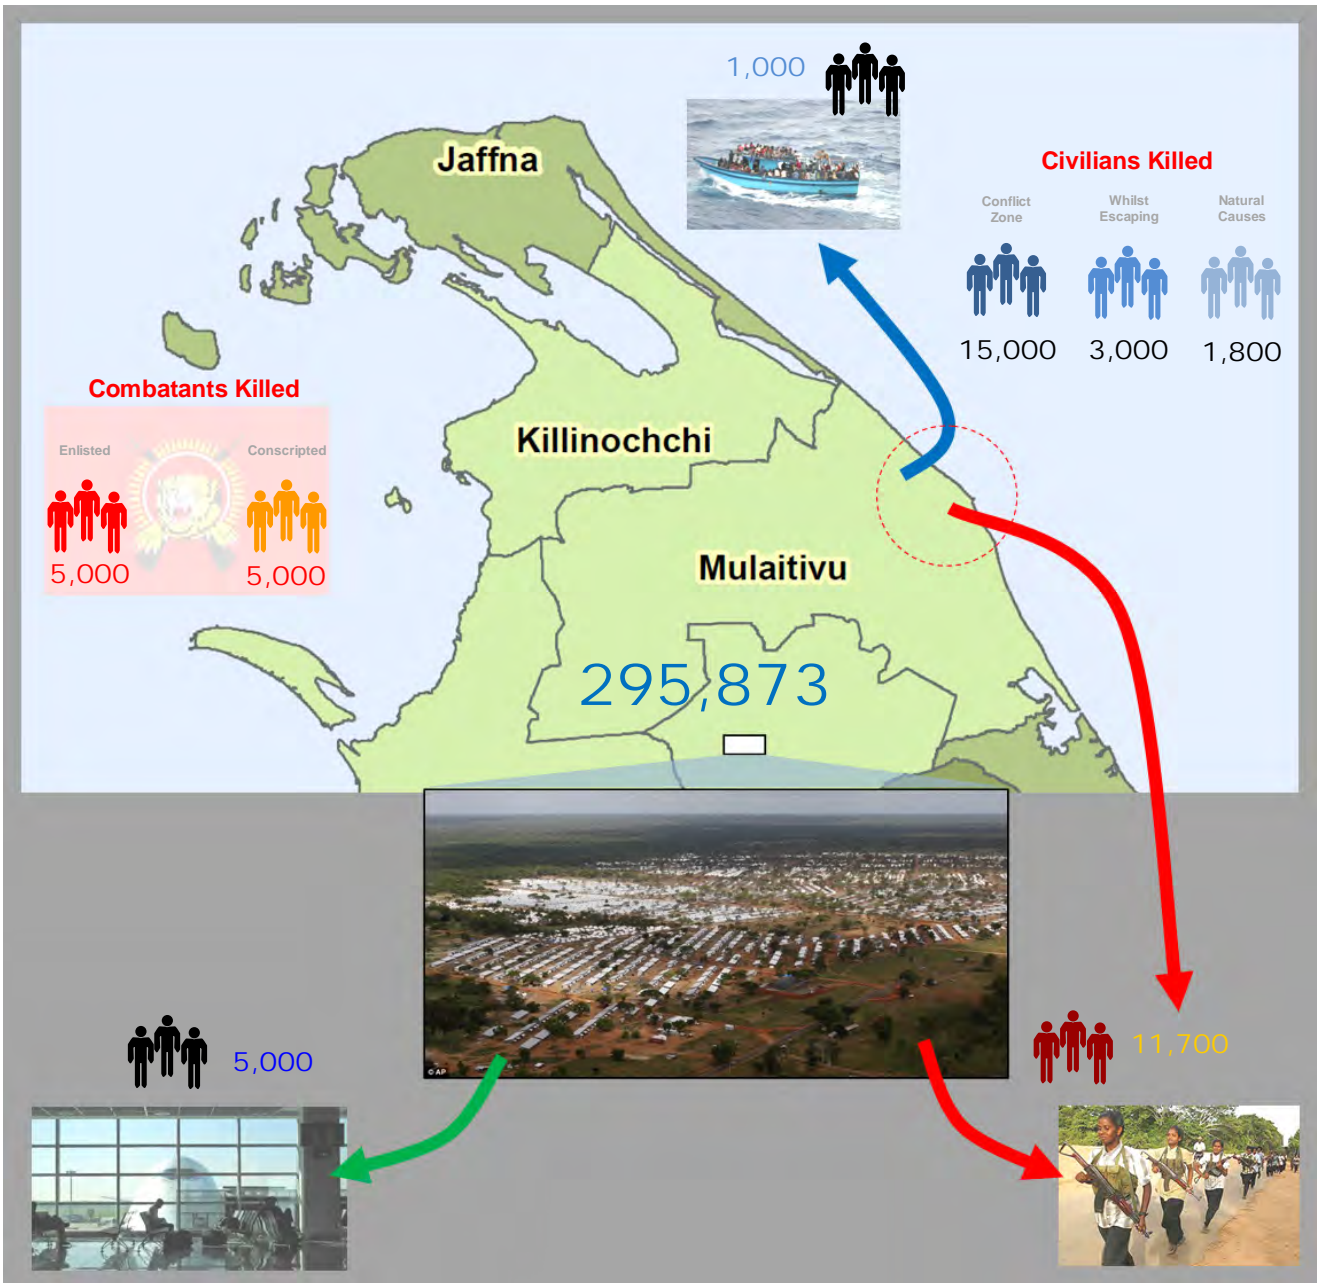 1,000
Jaffna
Civilians Killed
Conflict
Zone
Whilst
Escaping
Natural
Causes
15,000
3,000
1,800
Combatants Killed
Enlisted
Conscripted
5,000
5,000
Killinochchi
Mulaitivu
295,873
© AP
5,000
11,700